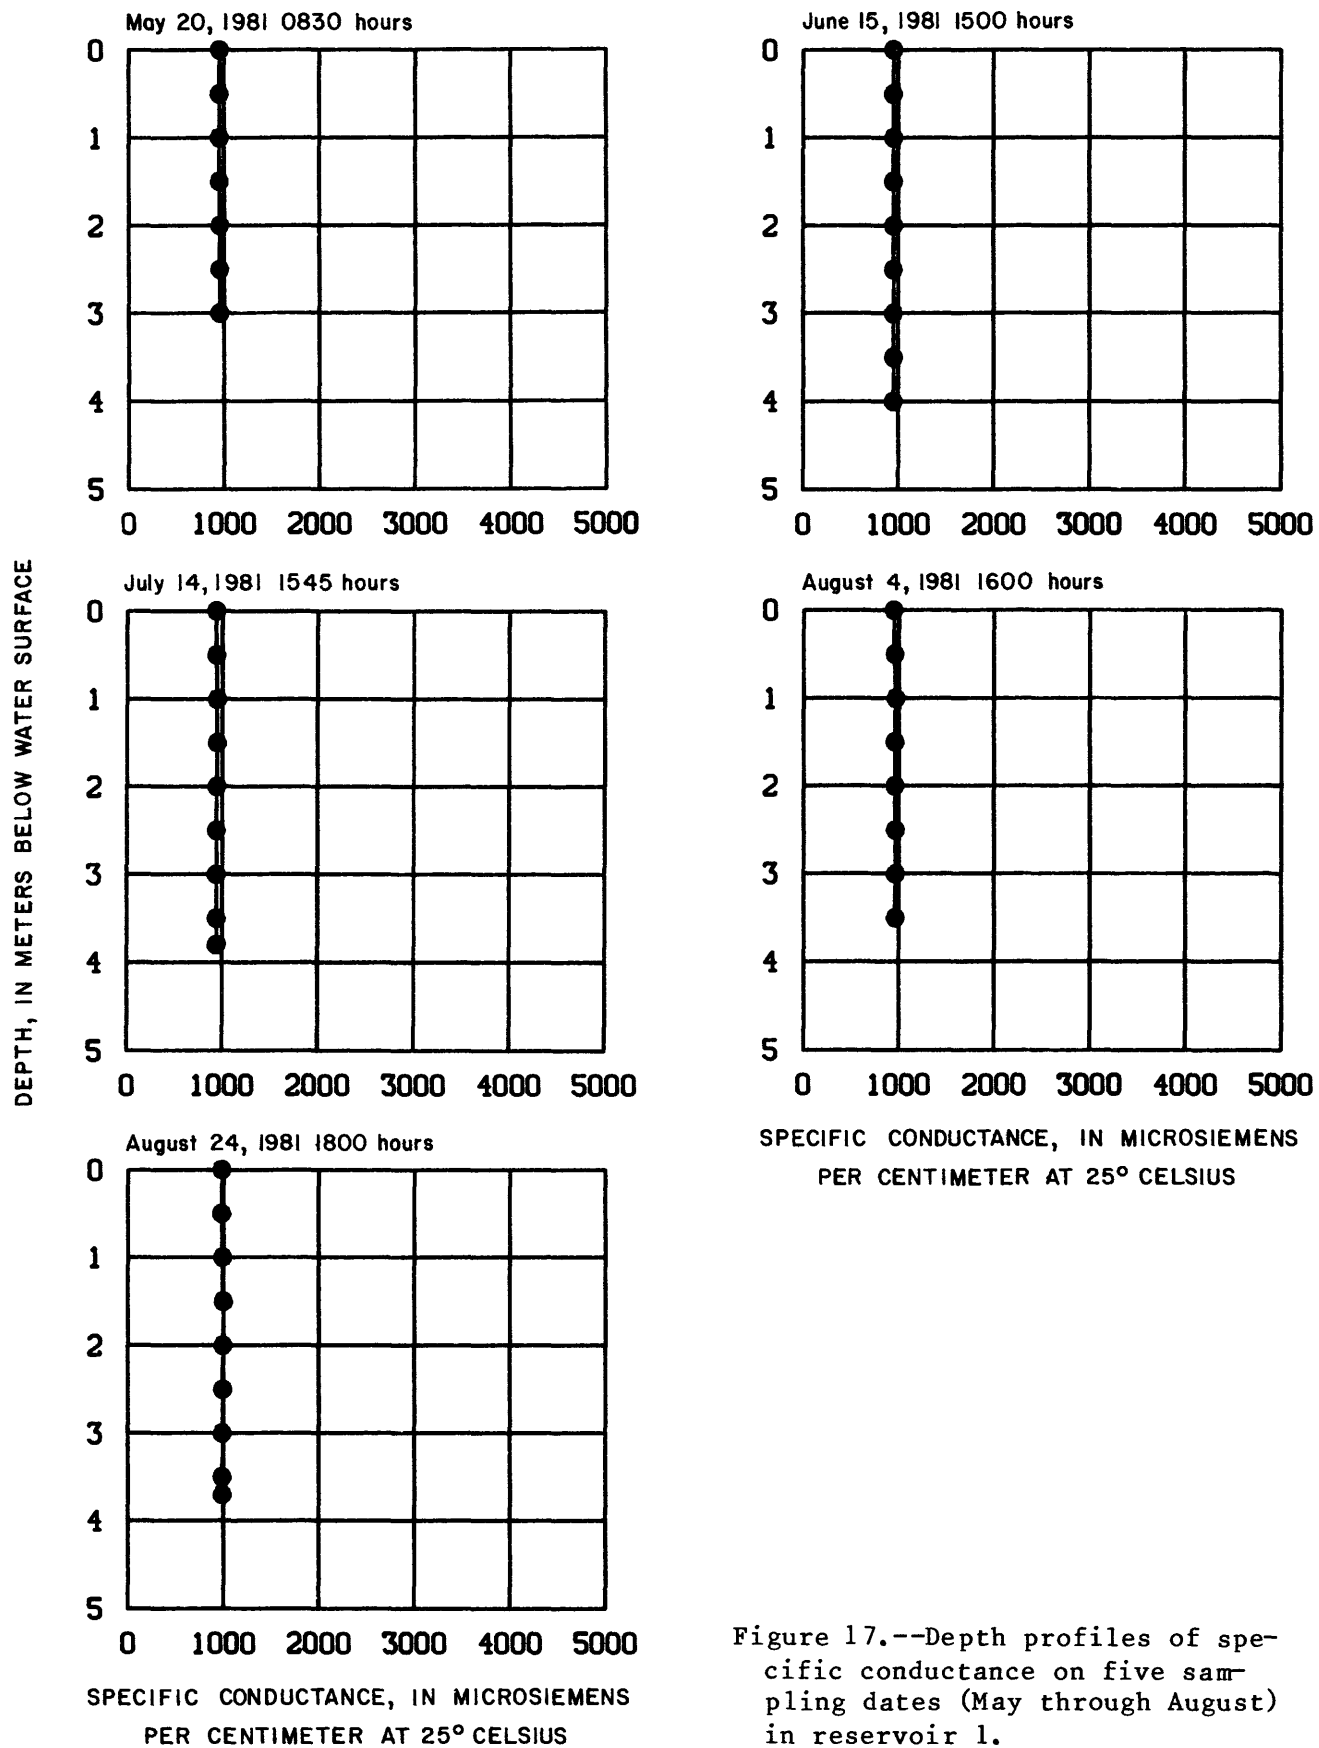 May 20, 1981 0830 hours
0
1
2
3
4
5
0 1000 2000 3000 4000 5000
June 15, 1981 1500 hours
0
1
2
3
4
5
0 1000 2000 3000 4000 5000
DEPTH, IN METERS BELOW WATER SURFACE
July 14, 1981 1545 hours
0
1
2
3
4
5
0 1000 2000 3000 4000 5000
August 4, 1981 1600 hours
0
1
2
3
4
5
0 1000 2000 3000 4000 5000
SPECIFIC CONDUCTANCE, IN MICROSIEMENS
PER CENTIMETER AT 25° CELSIUS
August 24, 1981 1800 hours
0
1
2
3
4
5
0 1000 2000 3000 4000 5000
SPECIFIC CONDUCTANCE, IN MICROSIEMENS
PER CENTIMETER AT 25° CELSIUS
Figure 17.--Depth profiles of spe-
cific conductance on five sam-
pling dates (May through August)
in reservoir 1.